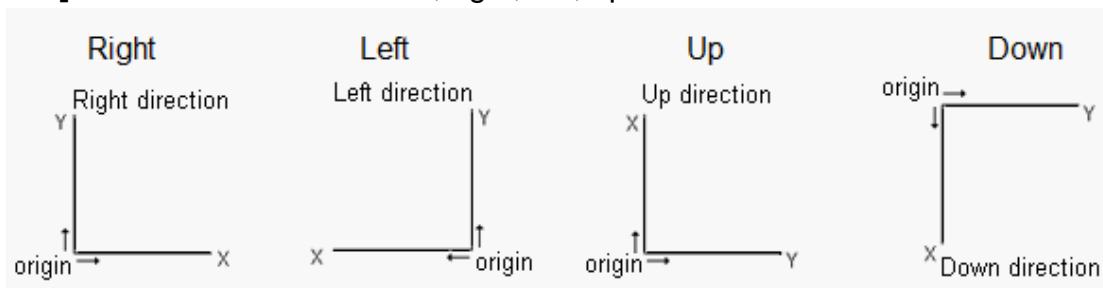 Right
Left
Up
Down
Right direction
Left direction
Up direction
origin
Y
Y
X
Y
origin
X
X
origin
origin
Y
X
Down direction